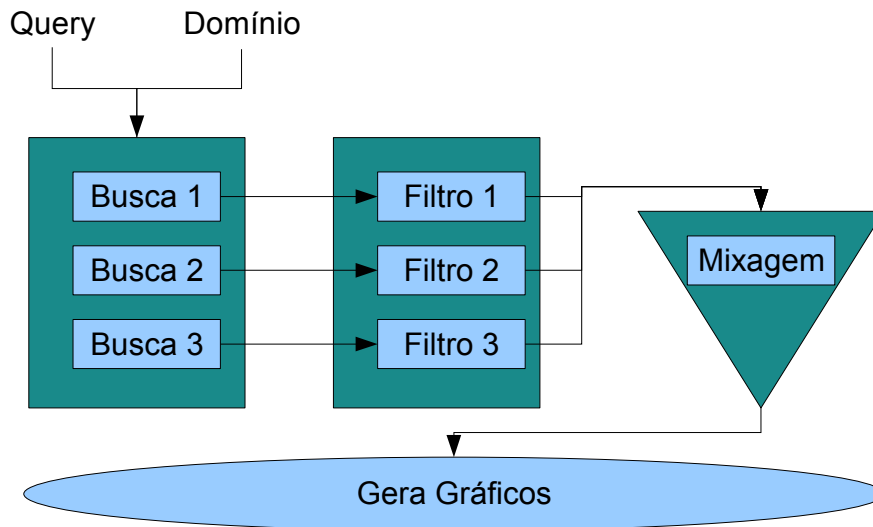 Query
Domínio
Busca 1
Filtro 1
Busca 2
Filtro 2
Mixagem
Busca 3
Filtro 3
Gera Gráficos